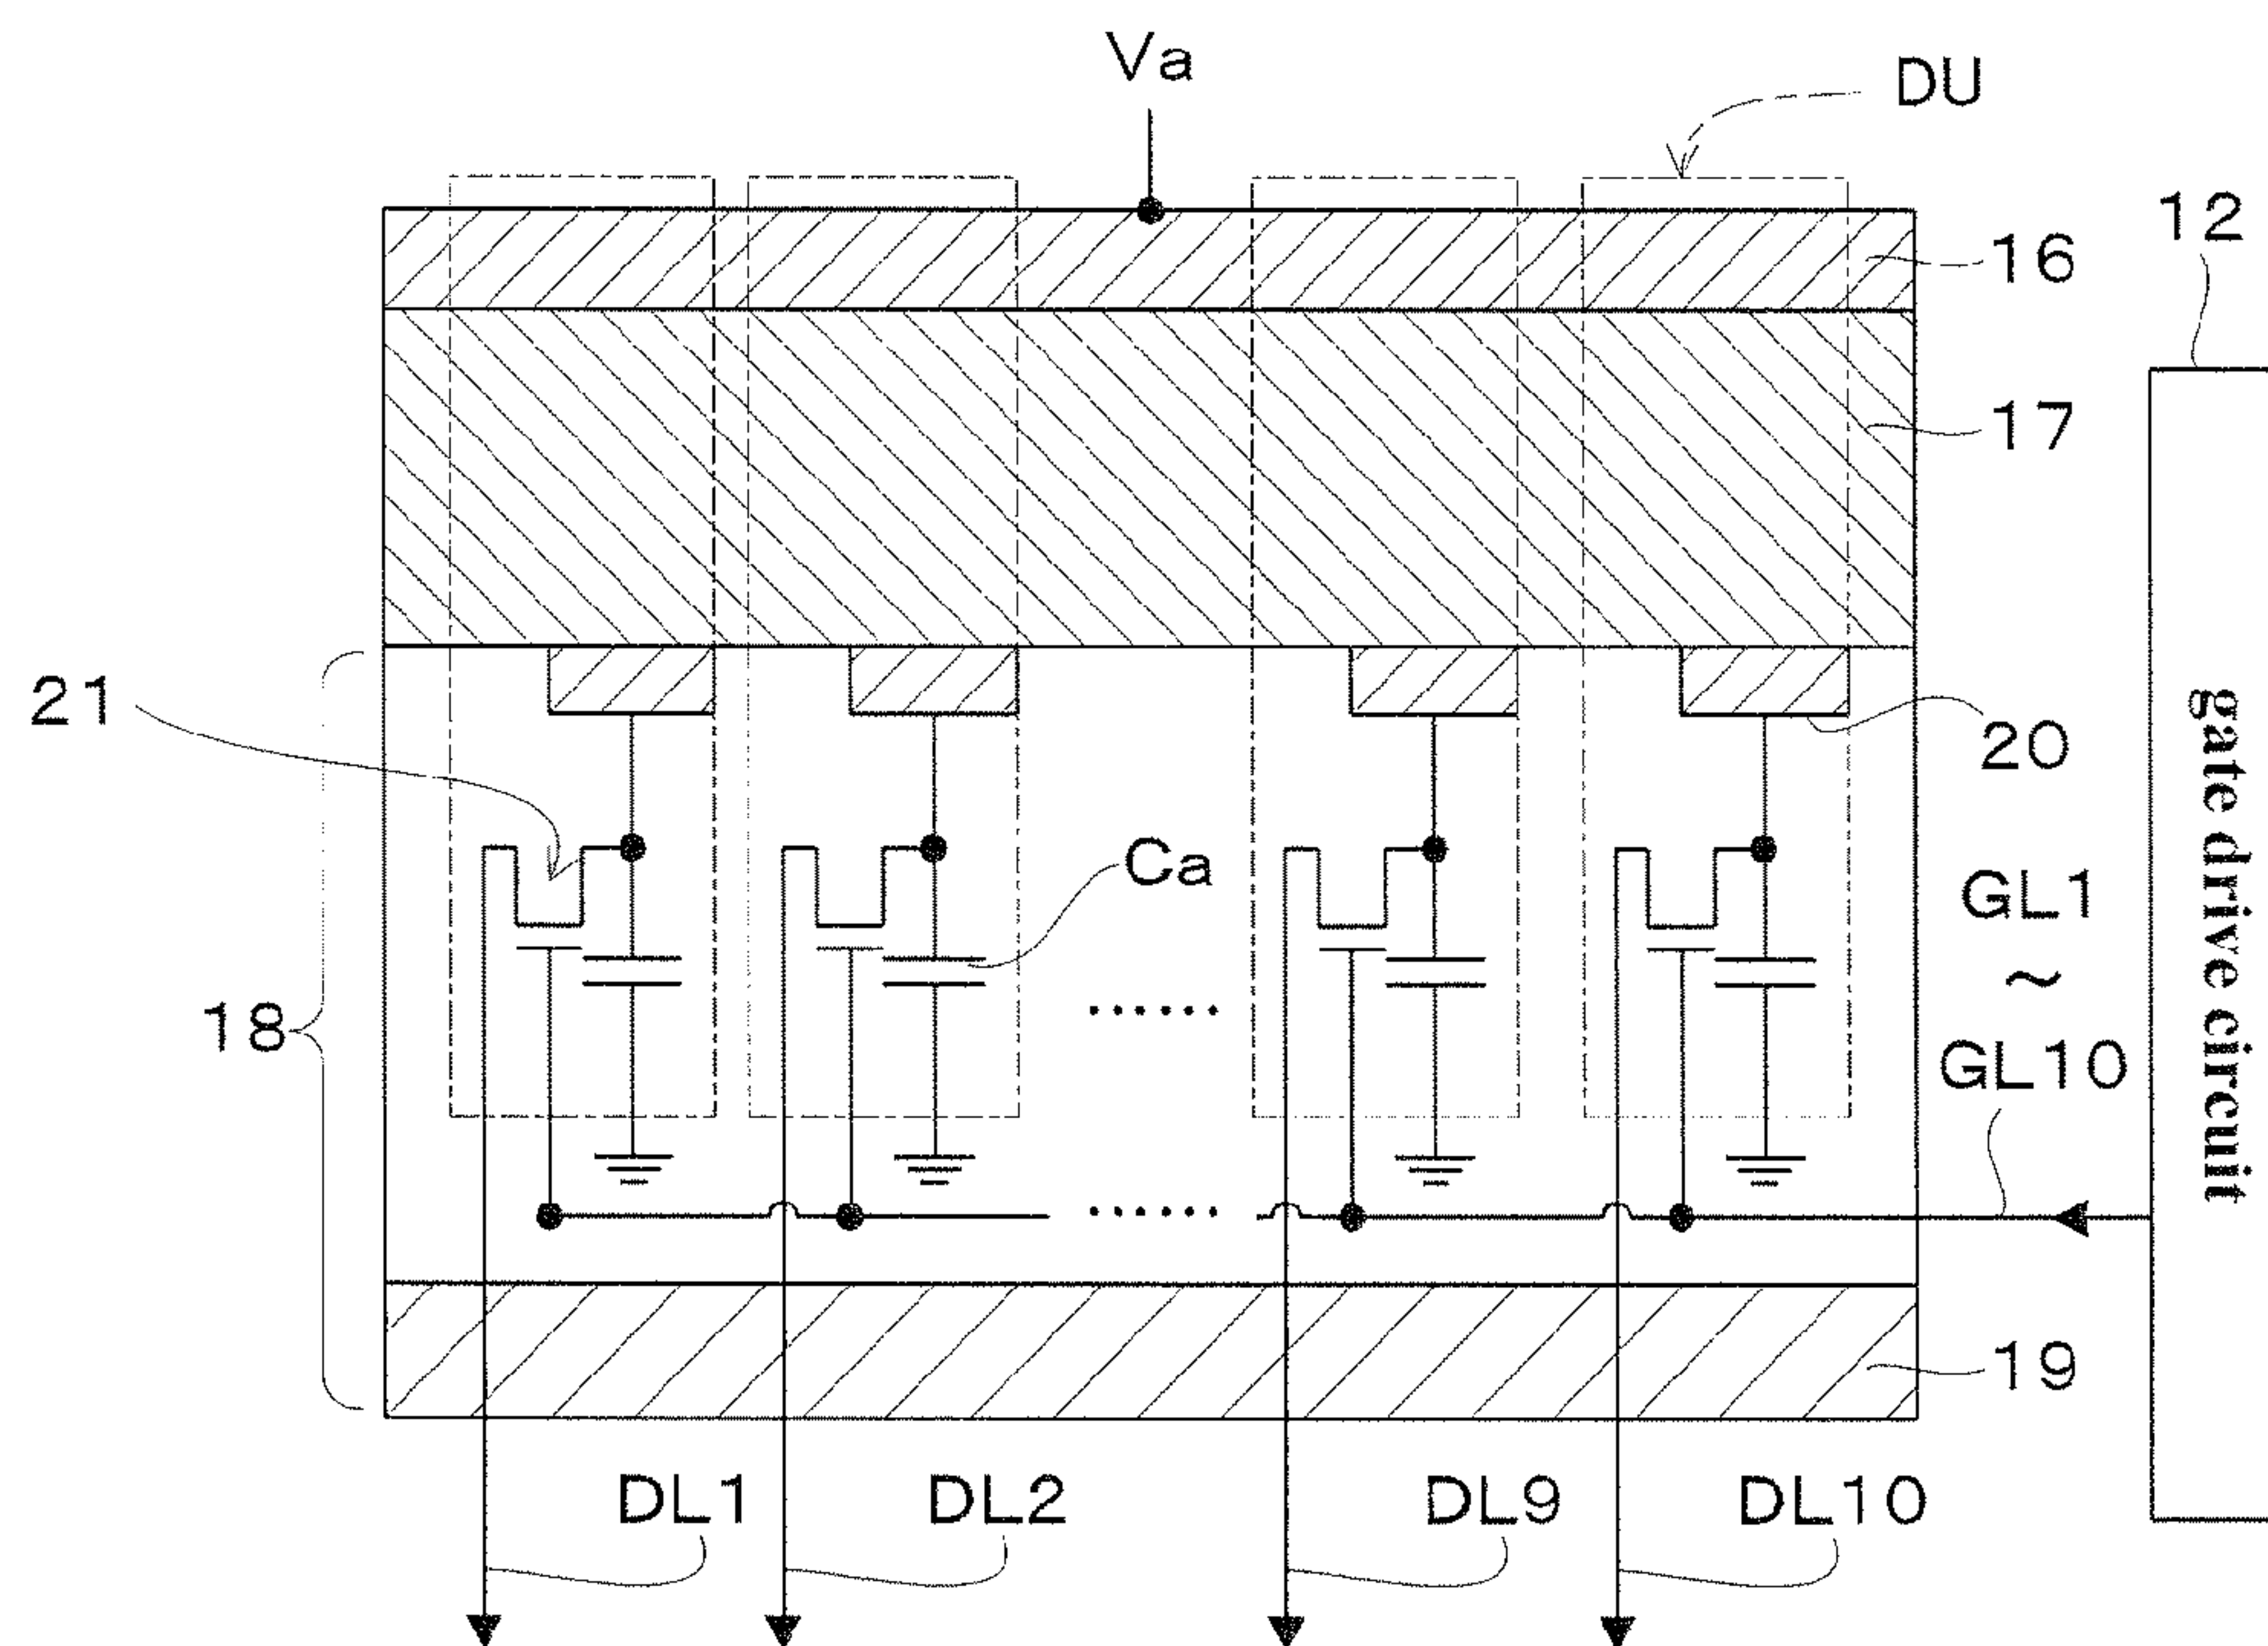 Va
DU
12
16
17
21
20
Ca
GL1
~
GL10
gate drive circuit
18
19
DL1
DL2
DL9
DL10